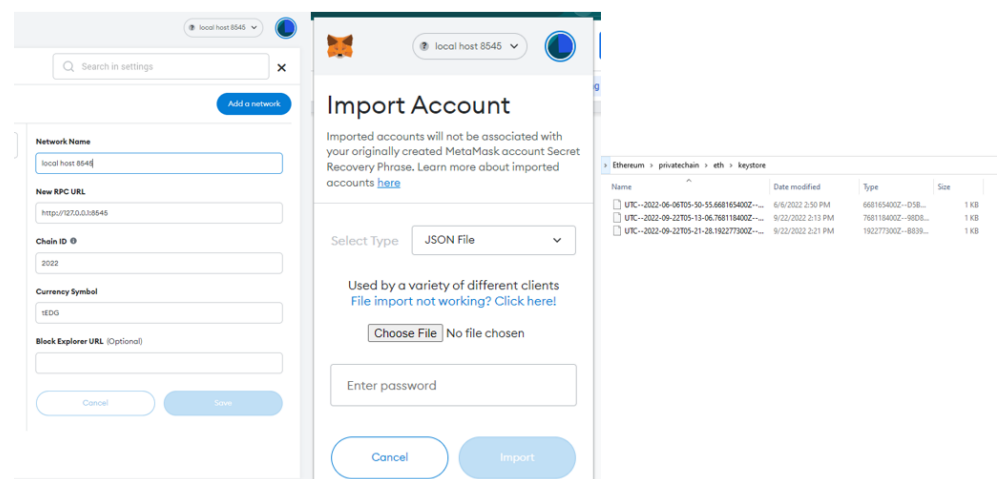 local host 8545
Search in settings
Add a network
Network Name
local host 8545
New RPC URL
http://127.0.0.1:8545
Chain ID
2022
Currency Symbol
tEDG
Block Explorer URL (Optional)
Cancel
Save
local host 8545
Import Account
Imported accounts will not be associated with
your originally created MetaMask account Secret
Recovery Phrase. Learn more about imported
accounts here
Select Type JSON File
Used by a variety of different clients
File import not working? Click here!
Choose File No file chosen
Enter password
Cancel
Import
Ethereum > privatechain > eth > keystore
Name Date modified Type Size
UTC--2022-06-06T05-50-55.668165400Z--... 6/6/2022 2:50 PM 668165400Z--D5B... 1 KB
UTC--2022-09-22T05-13-06.768118400Z--... 9/22/2022 2:13 PM 768118400Z--98D8... 1 KB
UTC--2022-09-22T05-21-28.192277300Z--... 9/22/2022 2:21 PM 192277300Z--B839... 1 KB